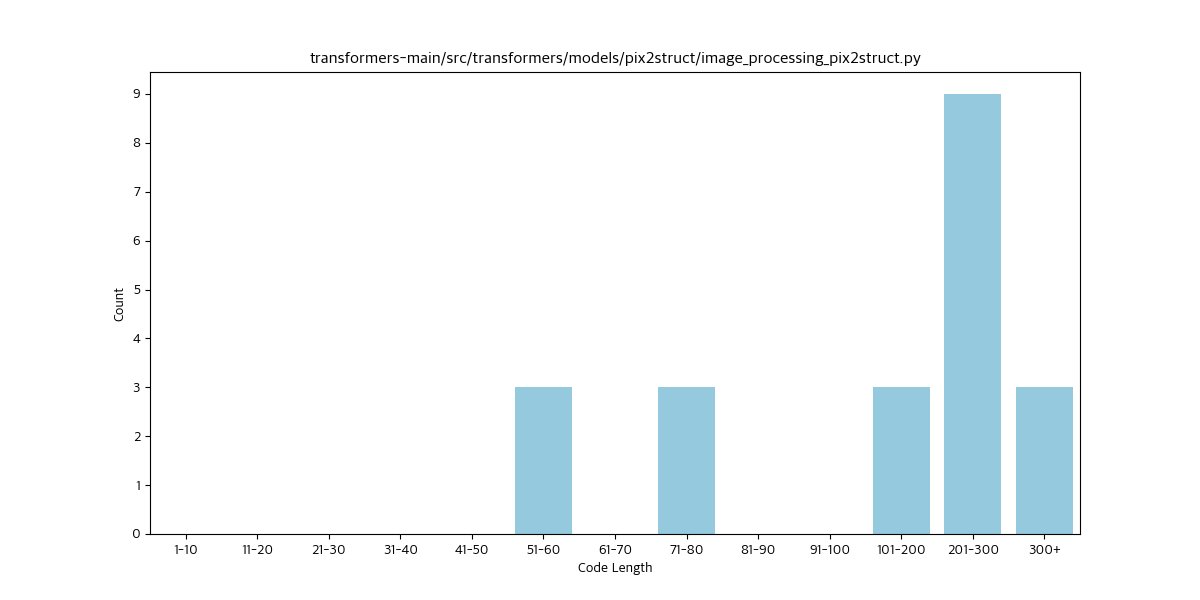 transformers-main/src/transformers/models/pix2struct/image_processing_pix2struct.py
9
8
7
6
5
4
3
2
1
0
Count
1-10 11-20 21-30 31-40 41-50 51-60 61-70 71-80 81-90 91-100 101-200 201-300 300+
Code Length